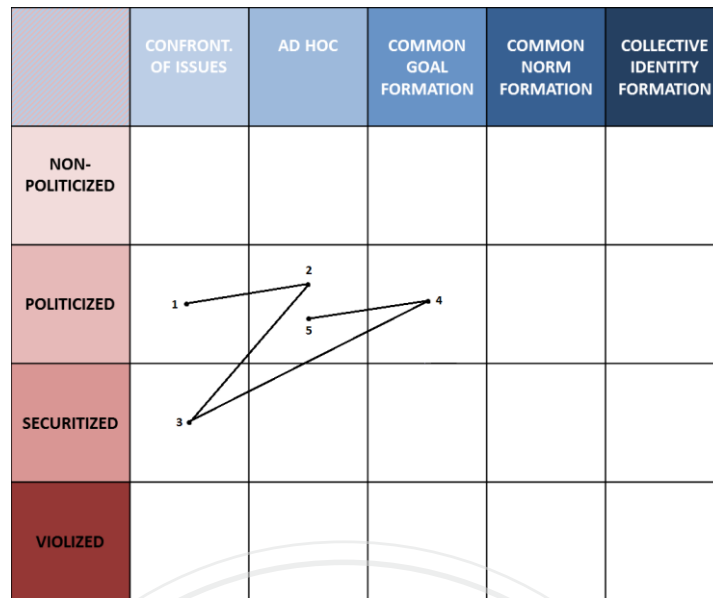 CONFRONT.
OF ISSUES
AD HOC
COMMON
GOAL
FORMATION
COMMON
NORM
FORMATION
COLLECTIVE
IDENTITY
FORMATION
NON-
POLITICIZED
POLITICIZED
1
2
5
4
SECURITIZED
3
VIOLIZED